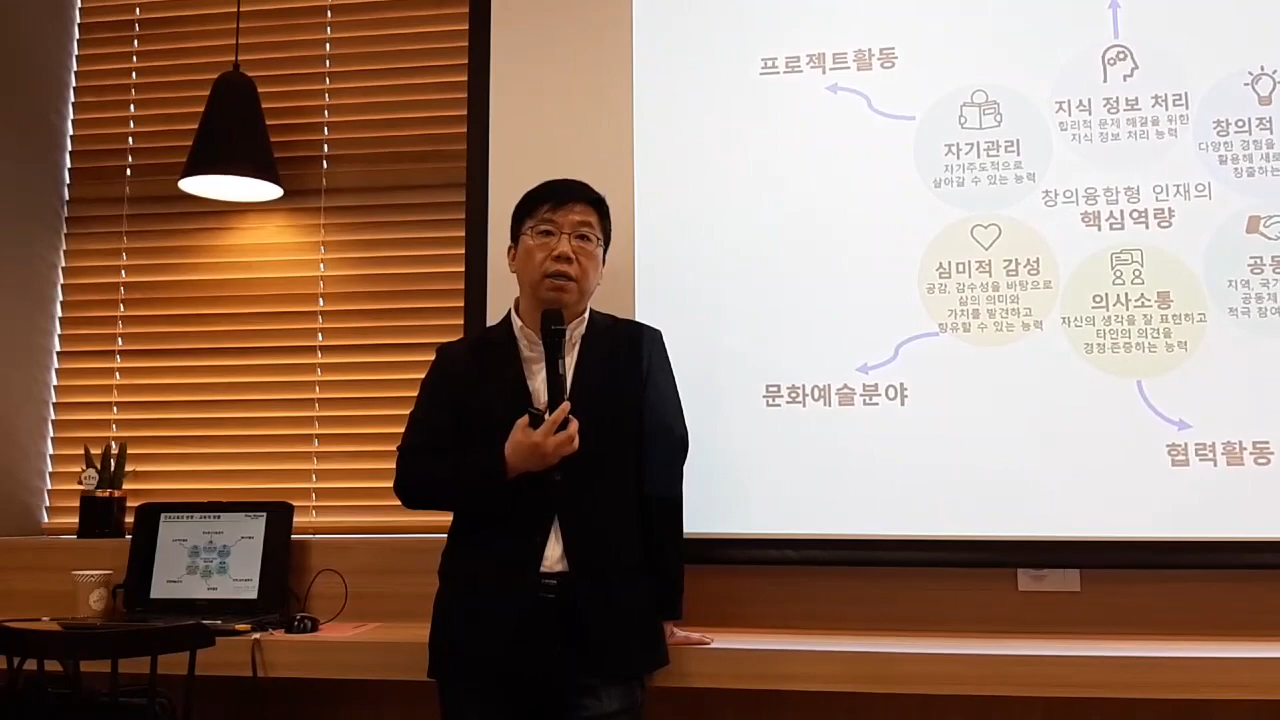 프로젝트활동
지식 정보 처리
합리적 문제 해결을 위한
지식 정보 처리 능력
자기관리
자기주도적으로
살아갈 수 있는 능력
창의적
다양한 경험을
활용해 새로
창출하는
창의융합형 인재의
핵심역량
심미적 감성
공감, 감수성을 바탕으로
삶의 의미와
가치를 발견하고
향유할 수 있는 능력
의사소통
자신의 생각을 잘 표현하고
타인의 의견을
경청·존중하는 능력
공동
지역, 국가
공동체
적극 참여
문화예술분야
협력활동